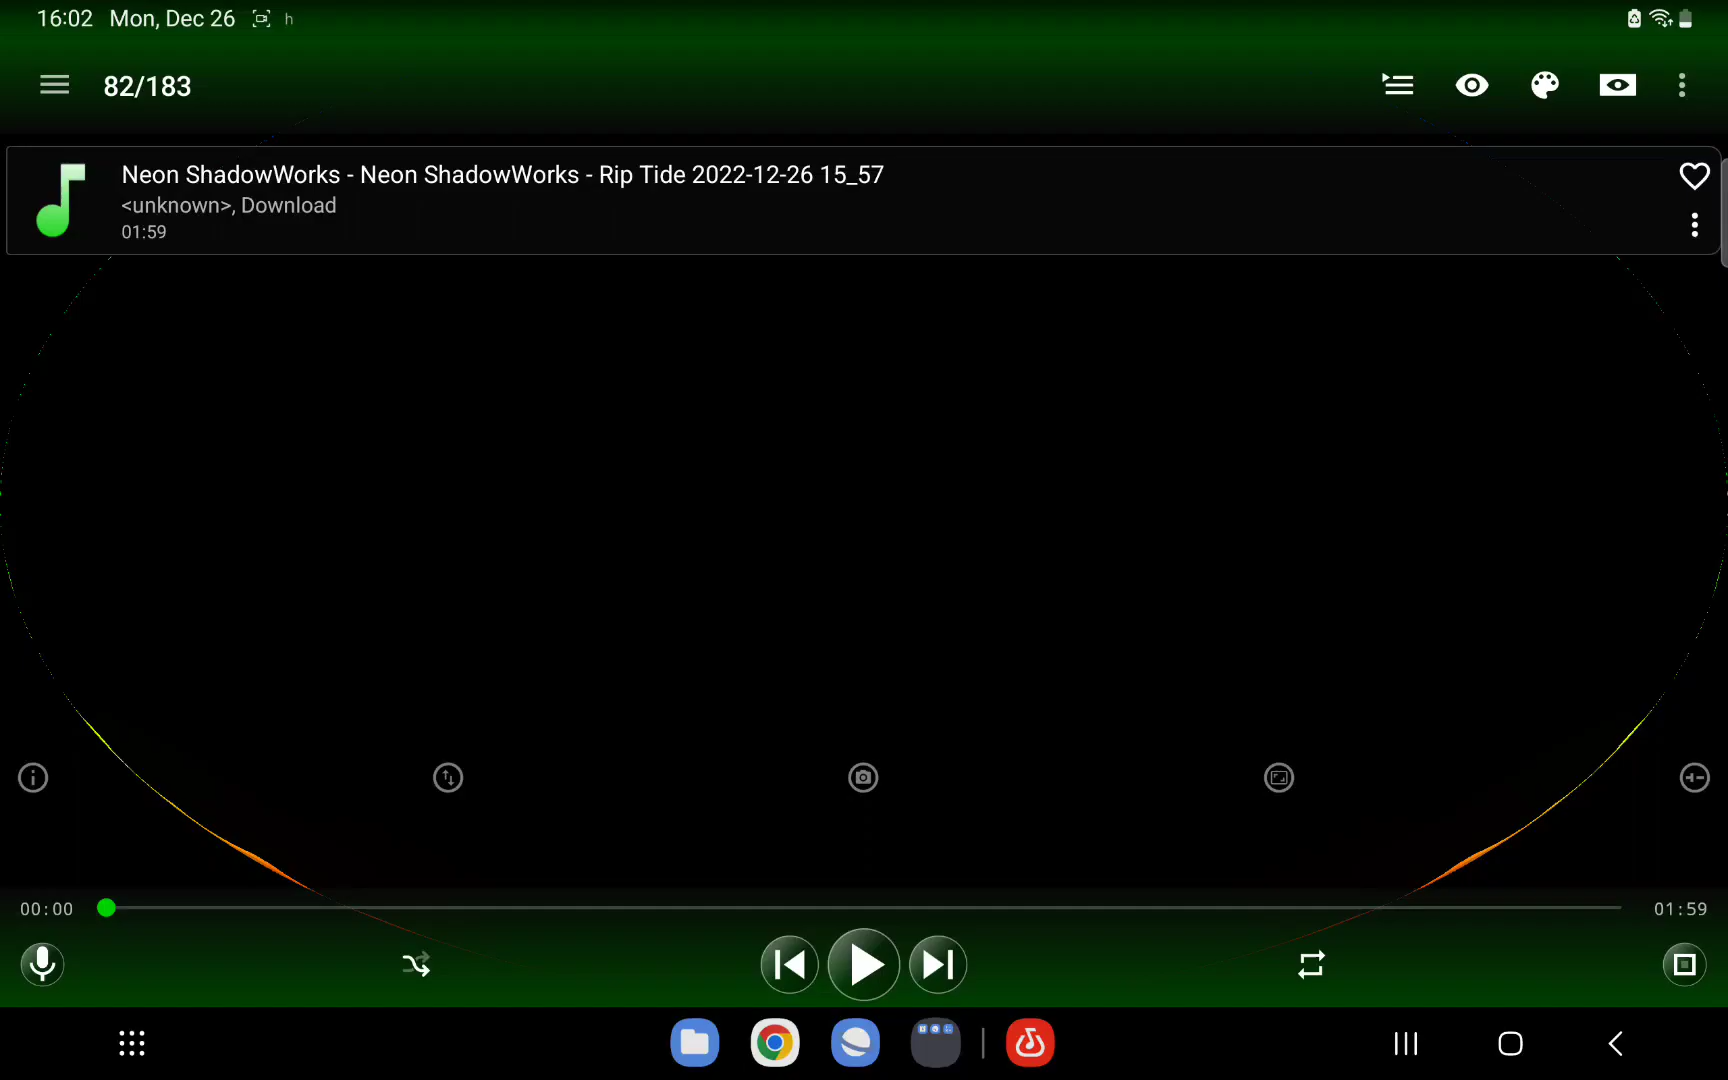 16:02 Mon, Dec 26 h
82/183
Neon ShadowWorks - Neon ShadowWorks - Rip Tide 2022-12-26 15_57
<unknown>, Download
01:59
00:00
01:59